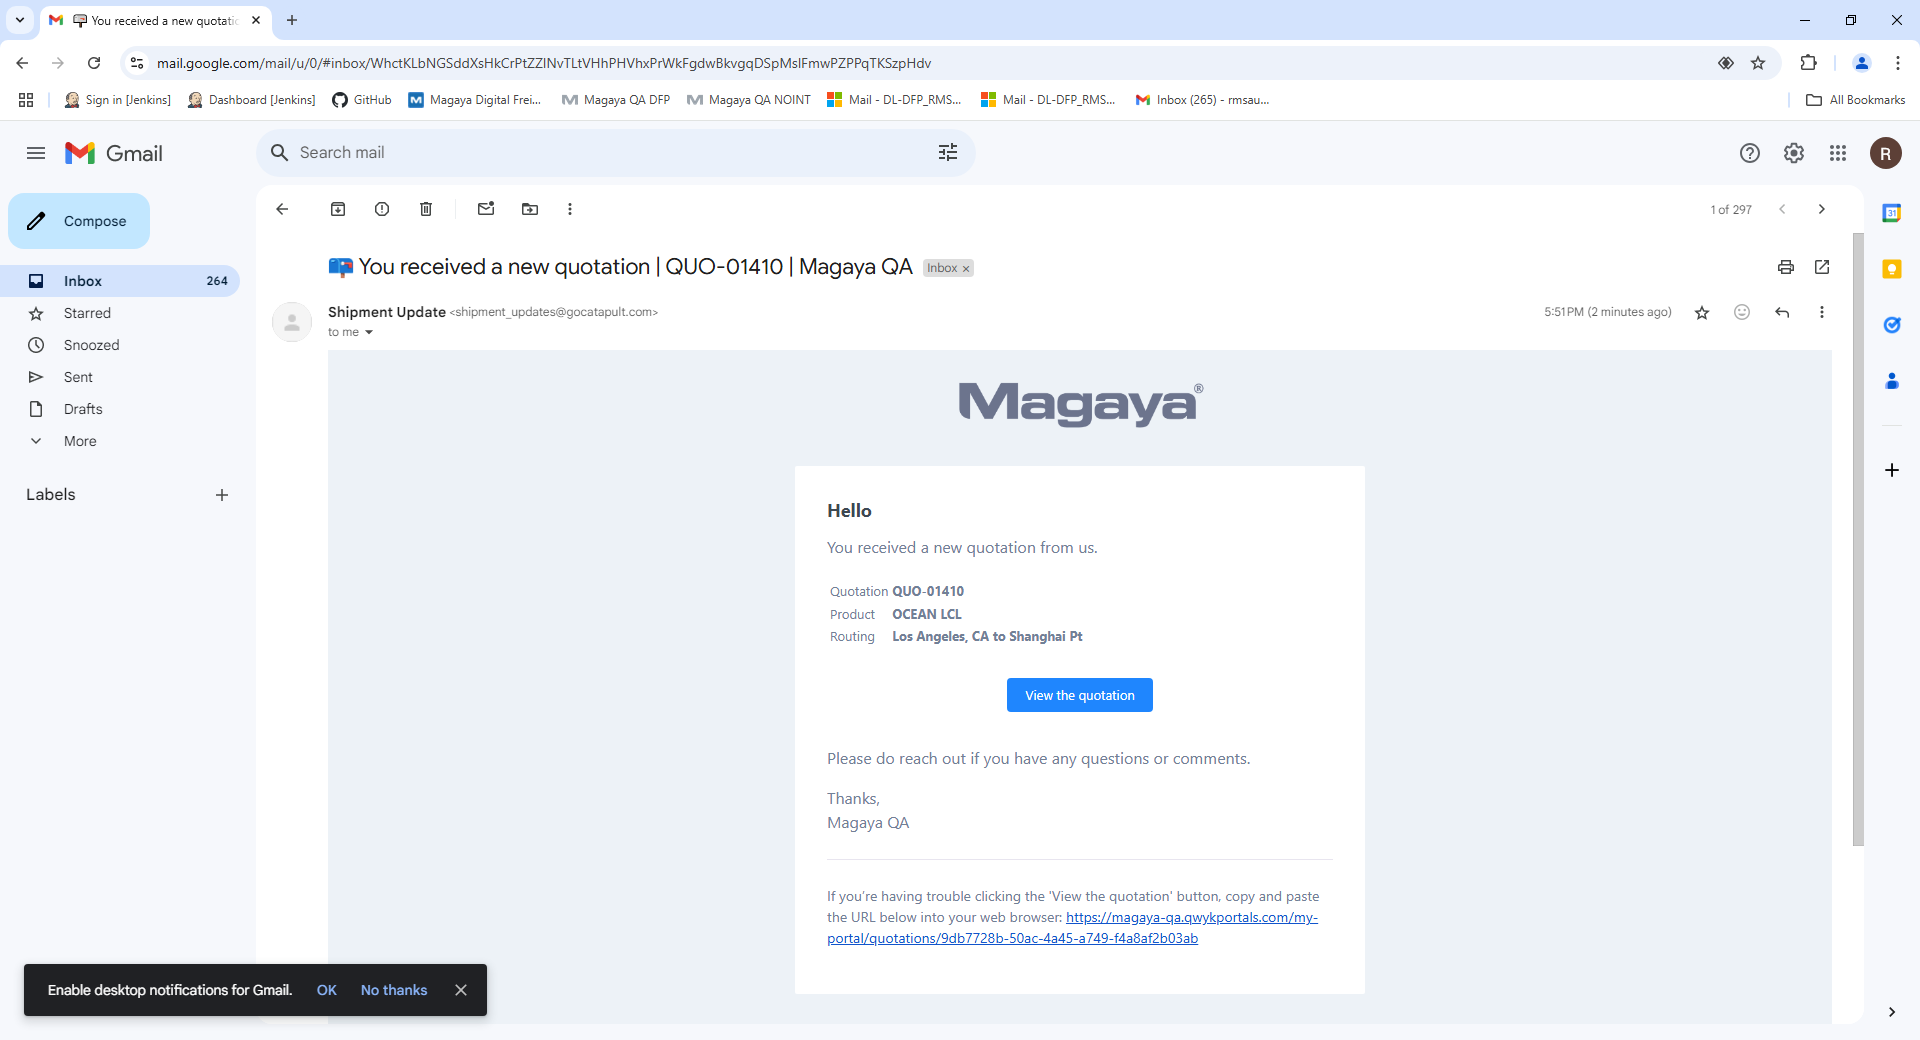 You received a new quotatio
mail.google.com/mail/u/0/#inbox/WhctKLbNGSddXsHkCrPtZZlNvTLtVHhPHVhxPrWkFgdwBkvgqDSpMslFmwPZPPqTKSzpHdv
Sign in [Jenkins]
Dashboard [Jenkins]
GitHub
Magaya Digital Frei...
Magaya QA DFP
Magaya QA NOINT
Mail - DL-DFP_RMS...
Mail - DL-DFP_RMS...
Inbox (265) - rmsau...
All Bookmarks
Gmail
Search mail
R
Compose
Inbox 264
Starred
Snoozed
Sent
Drafts
More
Labels
1 of 297
31
You received a new quotation | QUO-01410 | Magaya QA
Inbox ×
Shipment Update <shipment_updates@gocatapult.com>
5:51 PM (2 minutes ago)
to me
Magaya®
Hello
You received a new quotation from us.
Quotation QUO-01410
Product OCEAN LCL
Routing Los Angeles, CA to Shanghai Pt
View the quotation
Please do reach out if you have any questions or comments.
Thanks,
Magaya QA
If you're having trouble clicking the 'View the quotation' button, copy and paste
the URL below into your web browser: https://magaya-qa.qwykportals.com/my-
portal/quotations/9db7728b-50ac-4a45-a749-f4a8af2b03ab
Enable desktop notifications for Gmail. OK No thanks